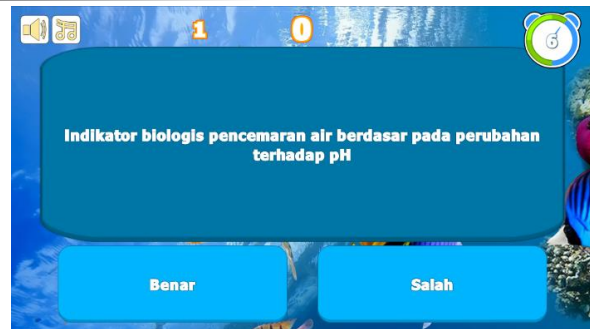 1 0 6
Indikator biologis pencemaran air berdasar pada perubahan
terhadap pH
Benar Salah